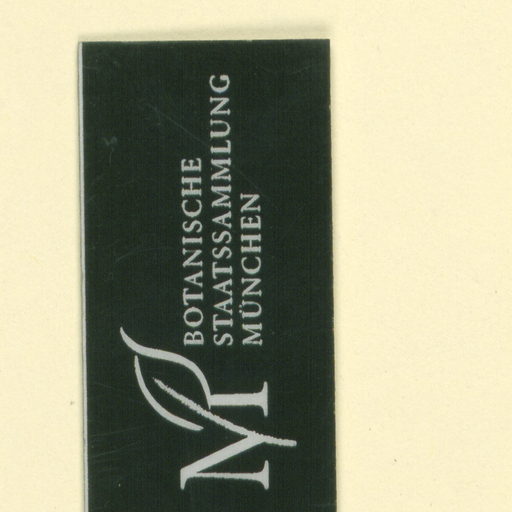 BOTANISCHE
STAATSSAMMLUNG
MÜNCHEN
M